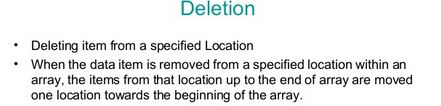 Deletion
• Deleting item from a specified Location
• When the data item is removed from a specified location within an
array, the items from that location up to the end of array are moved
one location towards the beginning of the array.